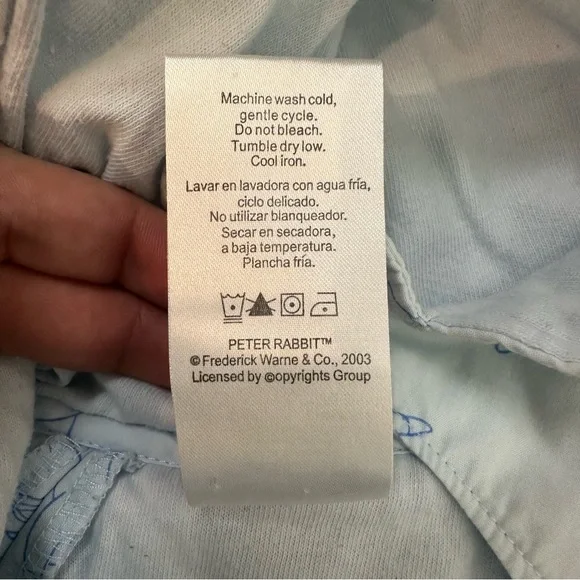 Machine wash cold,
gentle cycle.
Do not bleach.
Tumble dry low.
Cool iron.
Lavar en lavadora con agua fría,
ciclo delicado.
No utilizar blanqueador.
Secar en secadora,
a baja temperatura.
Plancha fría.
PETER RABBIT™
©Frederick Warne & Co., 2003
Licensed by ©opyrights Group